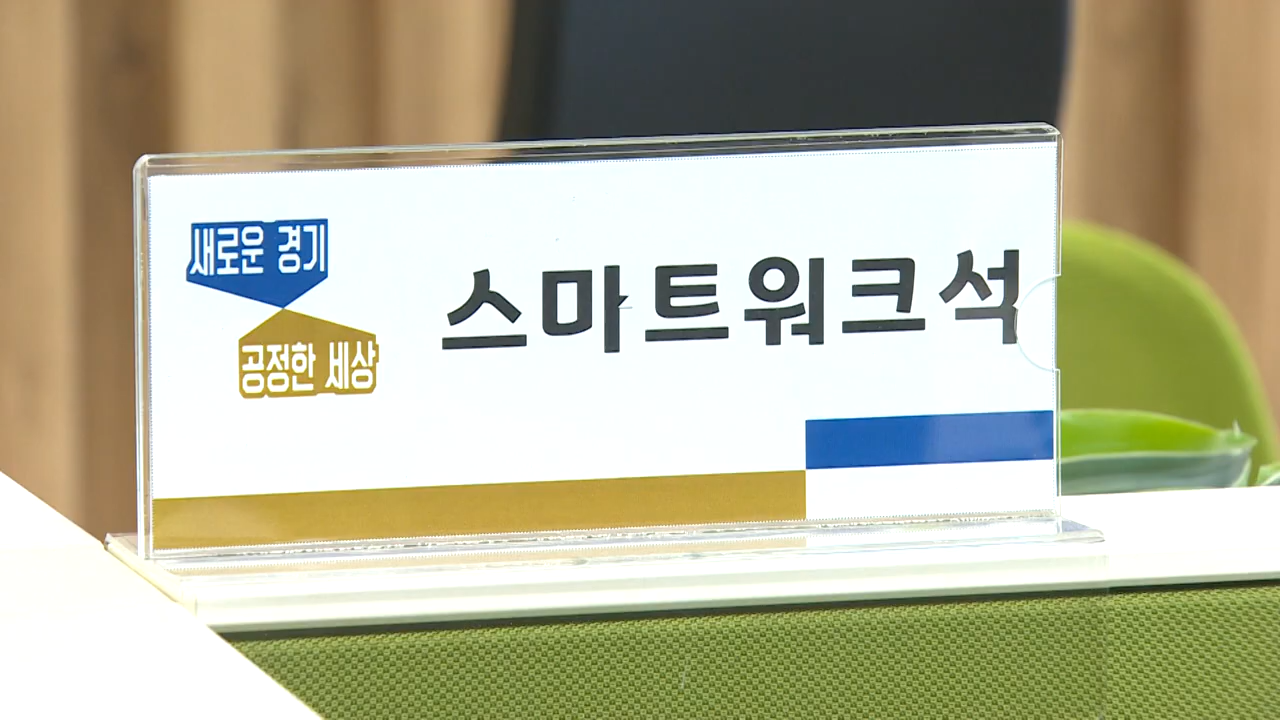 새로운 경기
공정한 세상
스마트워크석